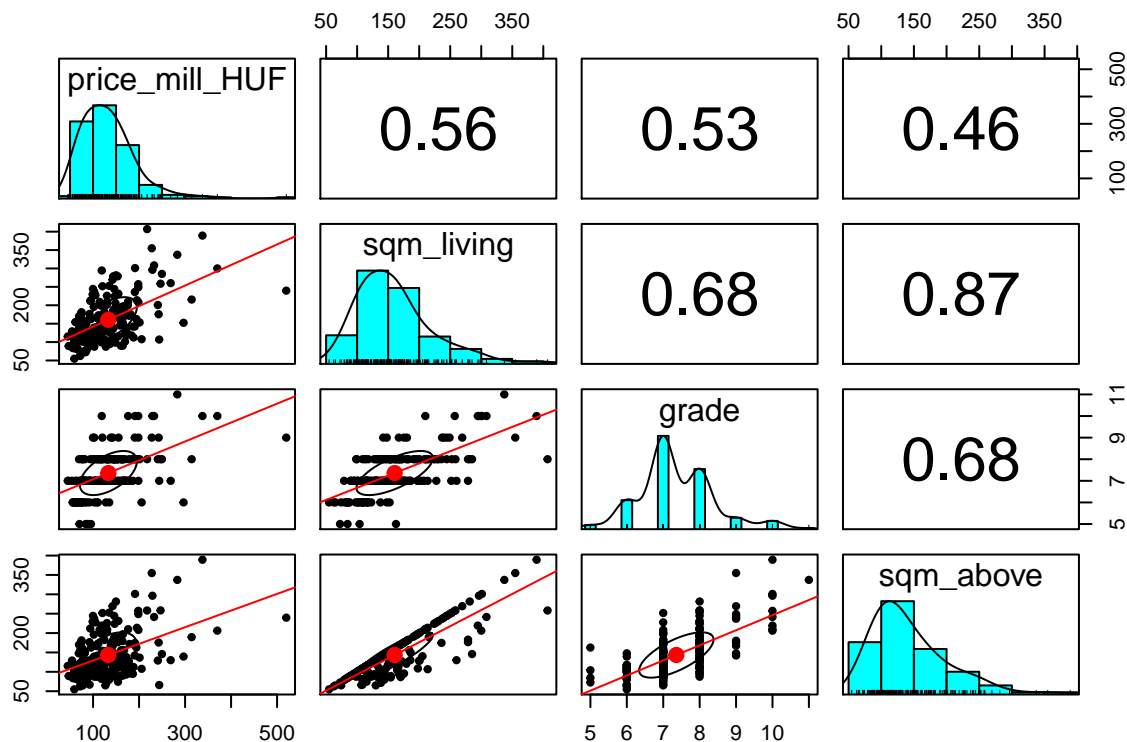 50 150 250 350 50 150 250 350
price_mill_HUF 0.56 0.53 0.46 100 300 500
50 200 350 sqm_living 0.68 0.87
grade 0.68 5 7 9 11
50 200 350 sqm_above
100 300 500 5 6 7 8 9 10